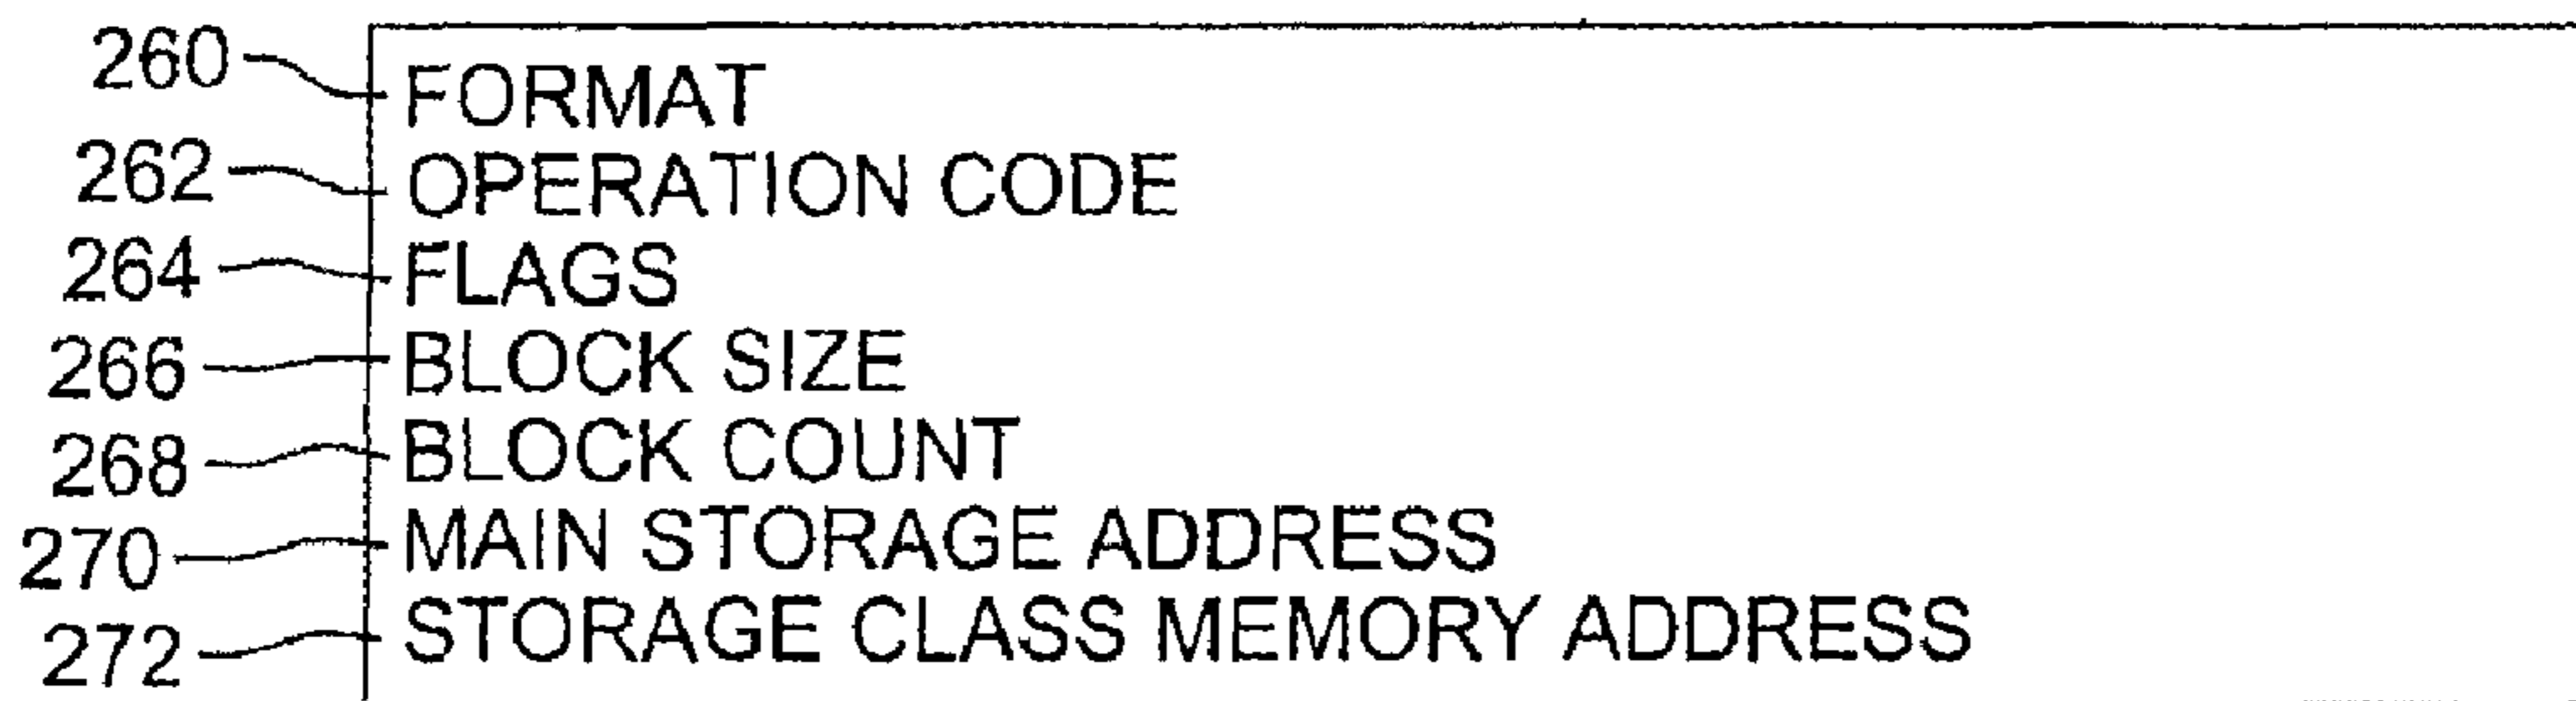 260 FORMAT
262 OPERATION CODE
264 FLAGS
266 BLOCK SIZE
268 BLOCK COUNT
270 MAIN STORAGE ADDRESS
272 STORAGE CLASS MEMORY ADDRESS